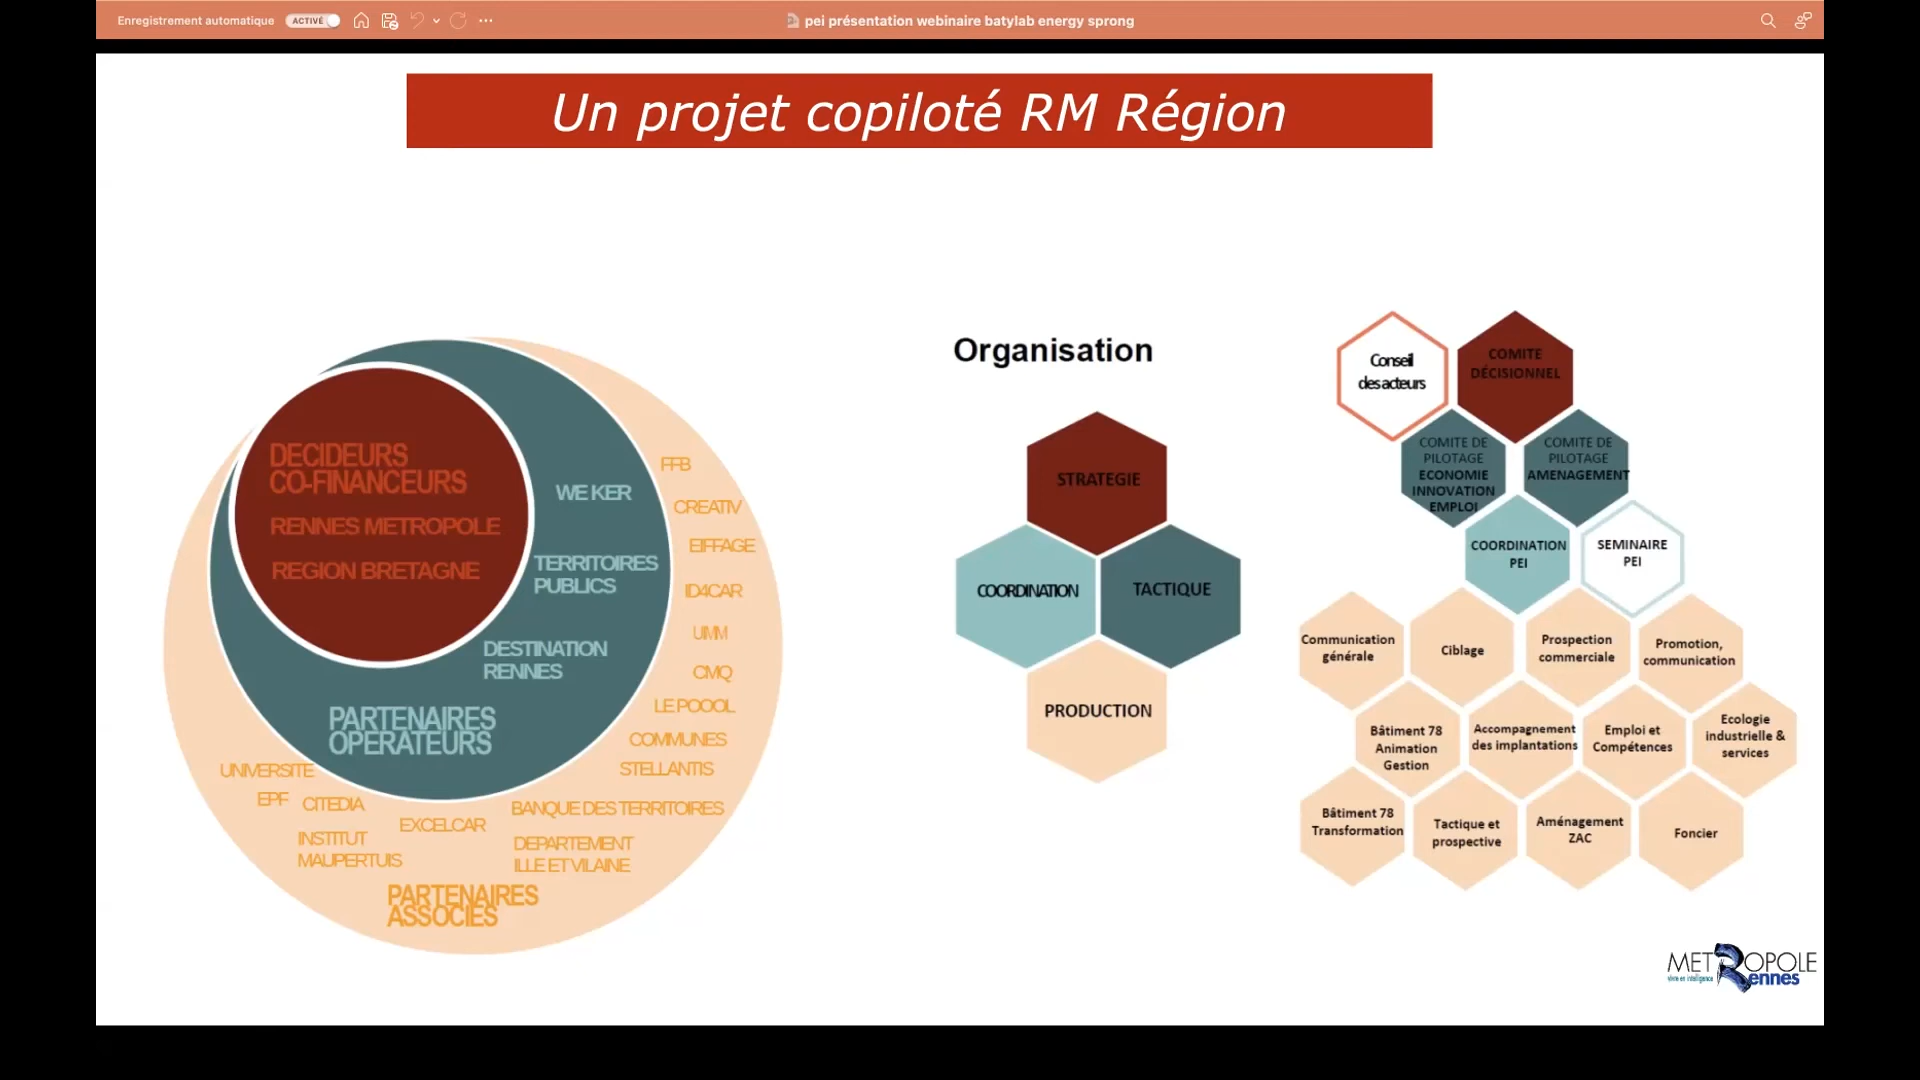 Enregistrement automatique
ACTIVÉ
pei présentation webinaire batylab energy sprong
Un projet copiloté RM Région
DECIDEURS
CO-FINANCEURS
RENNES METROPOLE
REGION BRETAGNE
WE KER
TERRITOIRES
PUBLICS
DESTINATION
RENNES
PARTENAIRES
OPERATEURS
FFB
CREATIV
EIFFAGE
ID4CAR
UIMM
CMQ
LE POOOL
COMMUNES
STELLANTIS
BANQUE DES TERRITOIRES
DEPARTEMENT
ILLE ET VILAINE
UNIVERSITE
EPF
CITEDIA
EXCELCAR
INSTITUT
MAUPERTUIS
PARTENAIRES
ASSOCIES
Organisation
STRATEGIE
COORDINATION
TACTIQUE
PRODUCTION
Conseil
des acteurs
COMITE
DÉCISIONNEL
COMITE DE
PILOTAGE
ECONOMIE
INNOVATION
EMPLOI
COMITE DE
PILOTAGE
AMENAGEMENT
COORDINATION
PEI
SEMINAIRE
PEI
Communication
générale
Ciblage
Prospection
commerciale
Promotion,
communication
Bâtiment 78
Animation
Gestion
Accompagnement
des implantations
Emploi et
Compétences
Ecologie
industrielle &
services
Bâtiment 78
Transformation
Tactique et
prospective
Aménagement
ZAC
Foncier
METROPOLE
vivre en intelligence
Rennes